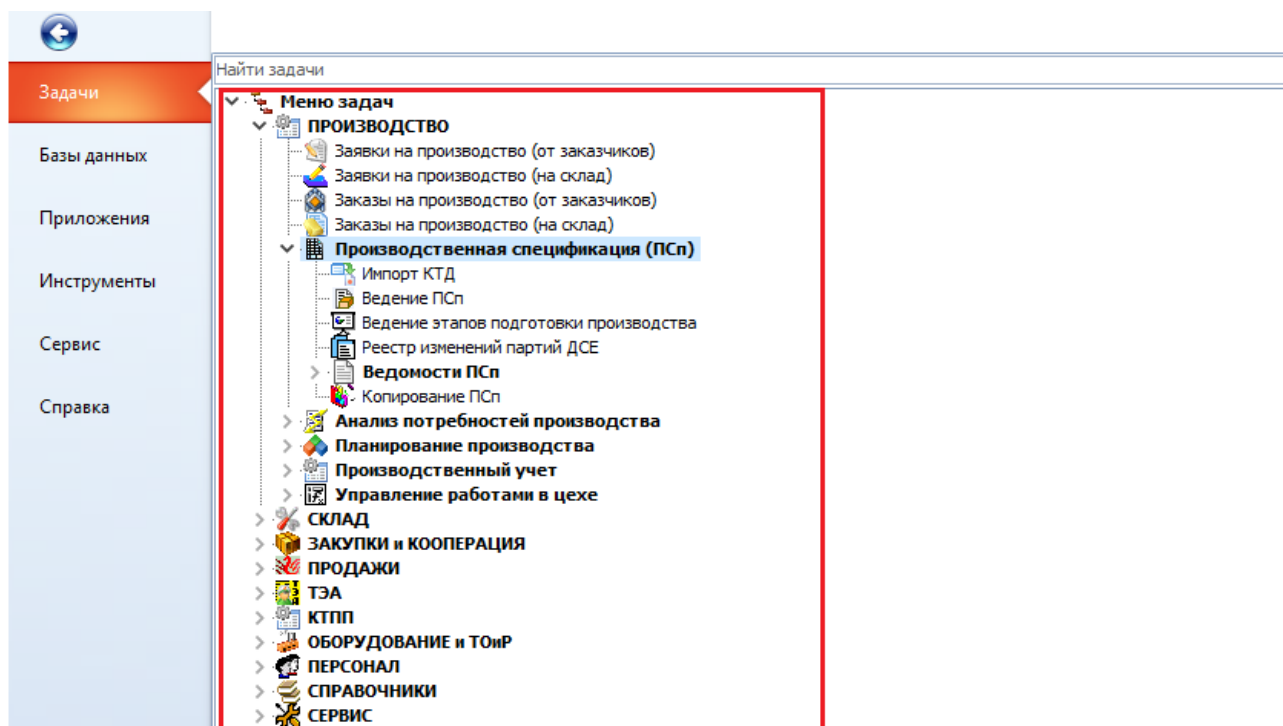 Найти задачи
Задачи
Базы данных
Приложения
Инструменты
Сервис
Справка
Меню задач
ПРОИЗВОДСТВО
Заявки на производство (от заказчиков)
Заявки на производство (на склад)
Заказы на производство (от заказчиков)
Заказы на производство (на склад)
Производственная спецификация (ПСп)
Импорт КТД
Ведение ПСп
Ведение этапов подготовки производства
Реестр изменений партий ДСЕ
Ведомости ПСп
Копирование ПСп
Анализ потребностей производства
Планирование производства
Производственный учет
Управление работами в цехе
СКЛАД
ЗАКУПКИ и КООПЕРАЦИЯ
ПРОДАЖИ
ТЭА
КТПП
ОБОРУДОВАНИЕ и ТОиР
ПЕРСОНАЛ
СПРАВОЧНИКИ
СЕРВИС